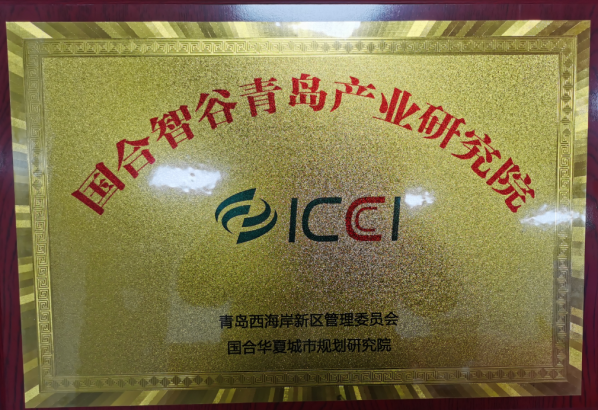 国合智谷青岛产业研究院
ICCI
青岛西海岸新区管理委员会
国合华夏城市规划研究院